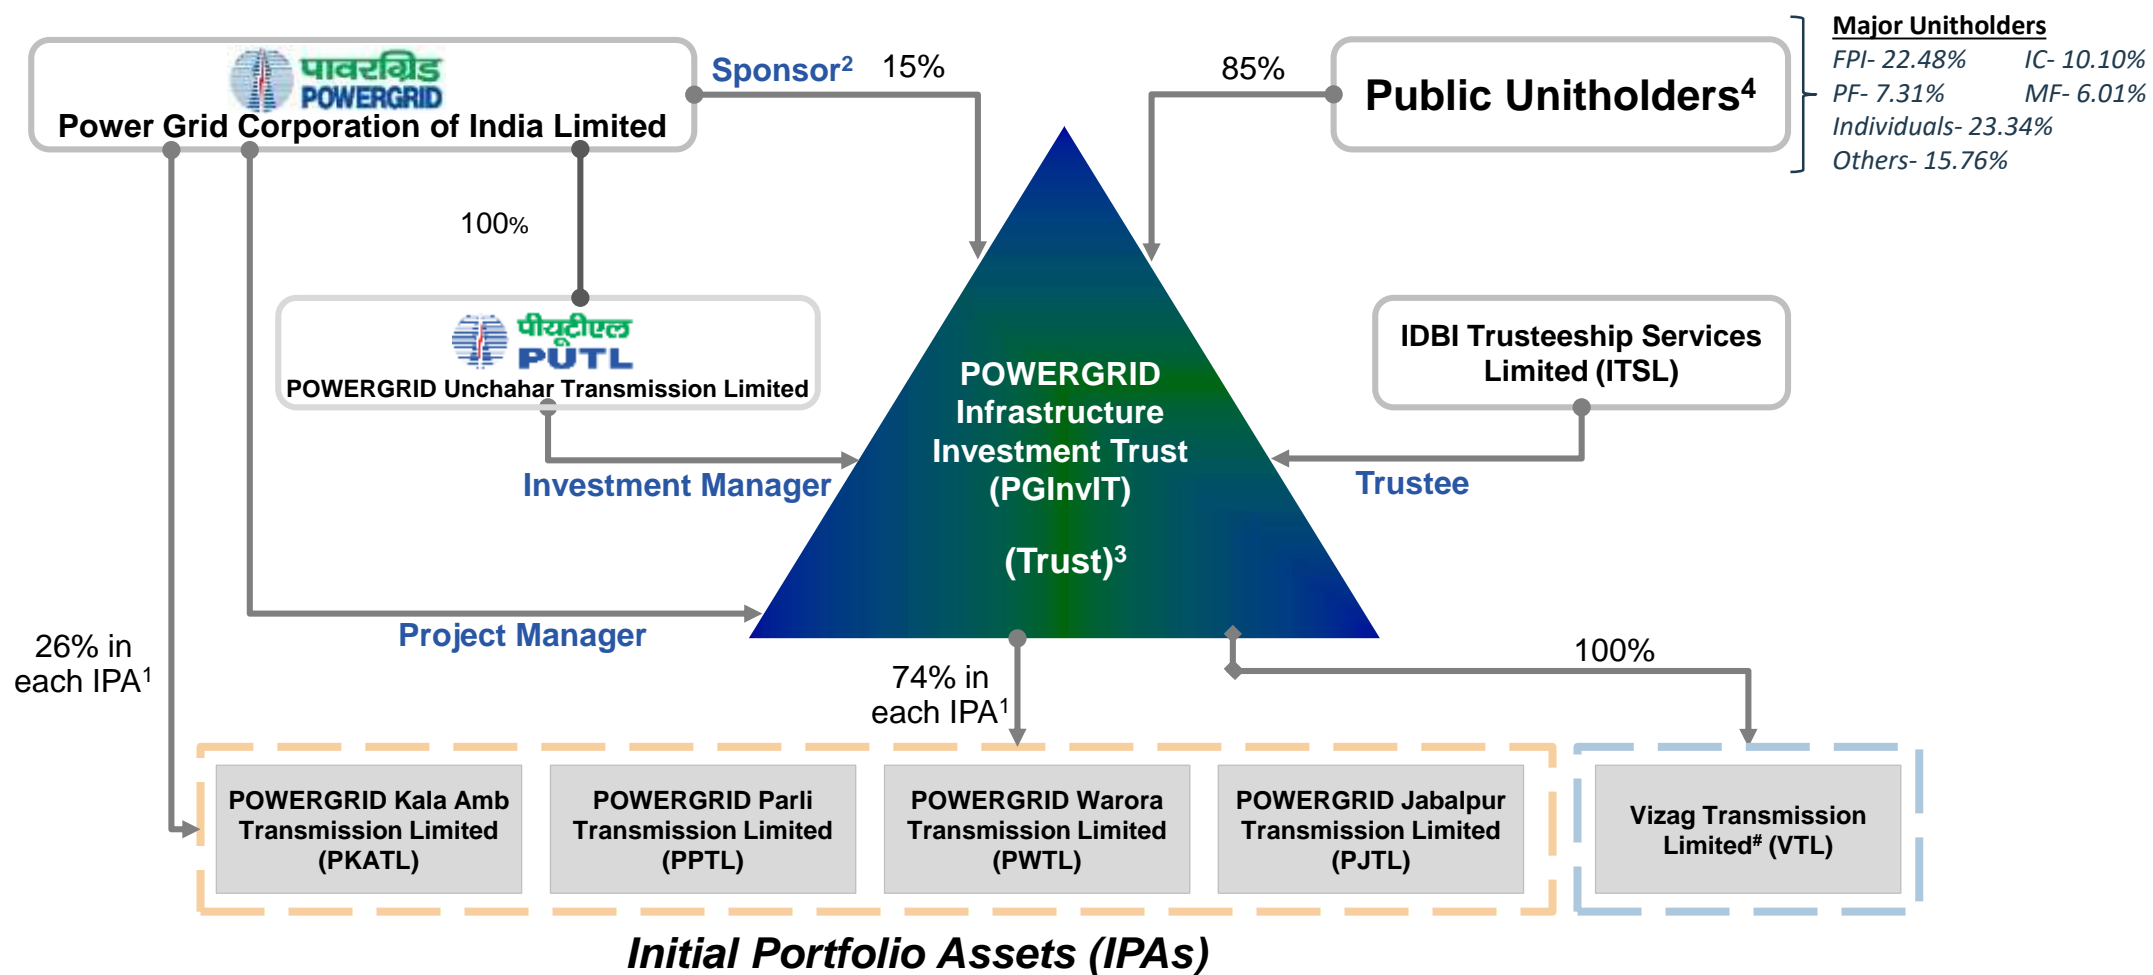 पावरग्रिड
POWERGRID
Power Grid Corporation of India Limited
Sponsor² 15%
85%
Public Unitholders⁴
Major Unitholders
FPI- 22.48% IC- 10.10%
PF- 7.31% MF- 6.01%
Individuals- 23.34%
Others- 15.76%
100%
पीयूटीएल
PUTL
POWERGRID Unchahar Transmission Limited
Investment Manager
IDBI Trusteeship Services
Limited (ITSL)
Trustee
POWERGRID
Infrastructure
Investment Trust
(PGInvIT)
(Trust)³
Project Manager
26% in
each IPA¹
74% in
each IPA¹
100%
POWERGRID Kala Amb
Transmission Limited
(PKATL)
POWERGRID Parli
Transmission Limited
(PPTL)
POWERGRID Warora
Transmission Limited
(PWTL)
POWERGRID Jabalpur
Transmission Limited
(PJTL)
Vizag Transmission
Limited# (VTL)
Initial Portfolio Assets (IPAs)